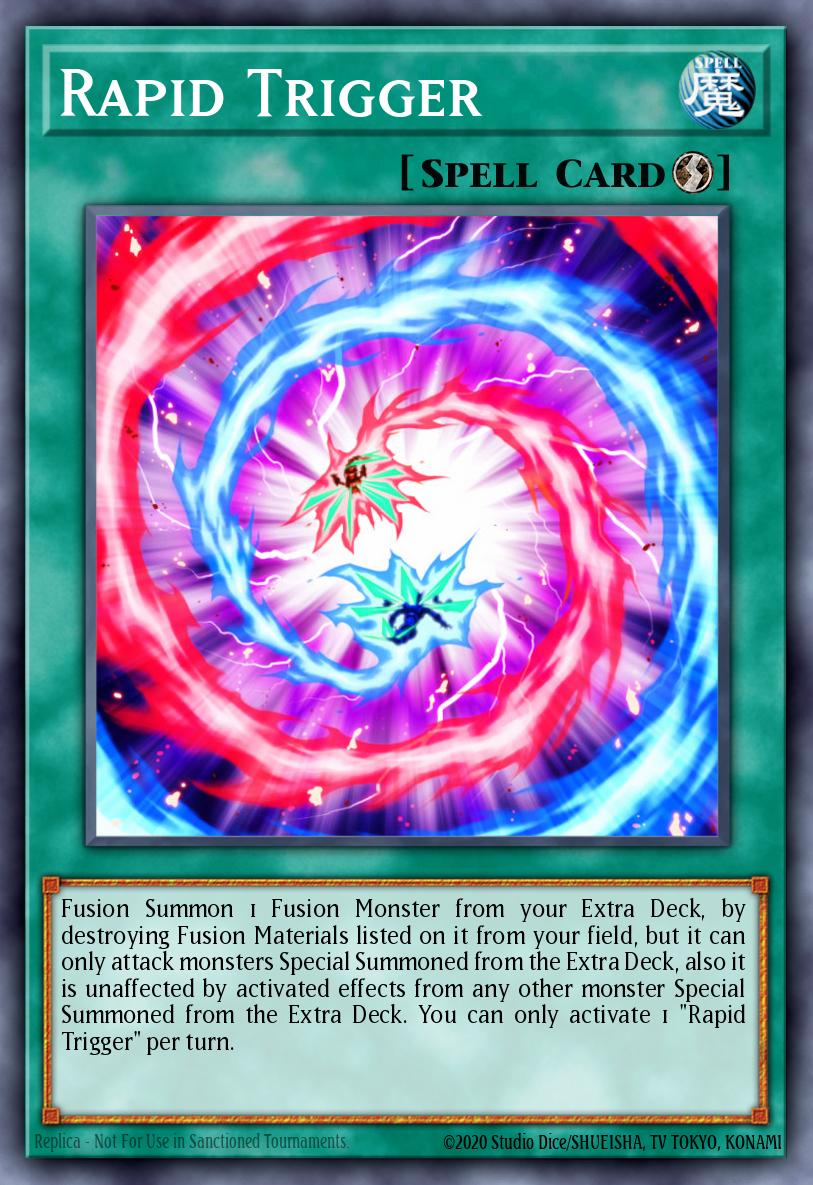 RAPID TRIGGER
SPELL
魔
[SPELL CARD]
Fusion Summon 1 Fusion Monster from your Extra Deck, by
destroying Fusion Materials listed on it from your field, but it can
only attack monsters Special Summoned from the Extra Deck, also it
is unaffected by activated effects from any other monster Special
Summoned from the Extra Deck. You can only activate 1 "Rapid
Trigger" per turn.
Replica - Not For Use in Sanctioned Tournaments.
©2020 Studio Dice/SHUEISHA, TV TOKYO, KONAMI